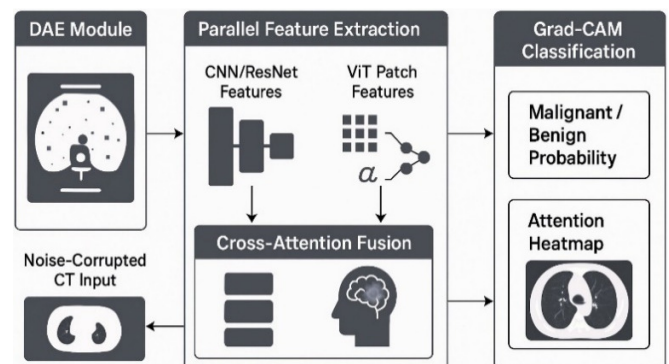 DAE Module
Parallel Feature Extraction
CNN/ResNet
Features
ViT Patch
Features
a
Cross-Attention Fusion
Noise-Corrupted
CT Input
Grad-CAM
Classification
Malignant /
Benign
Probability
Attention
Heatmap